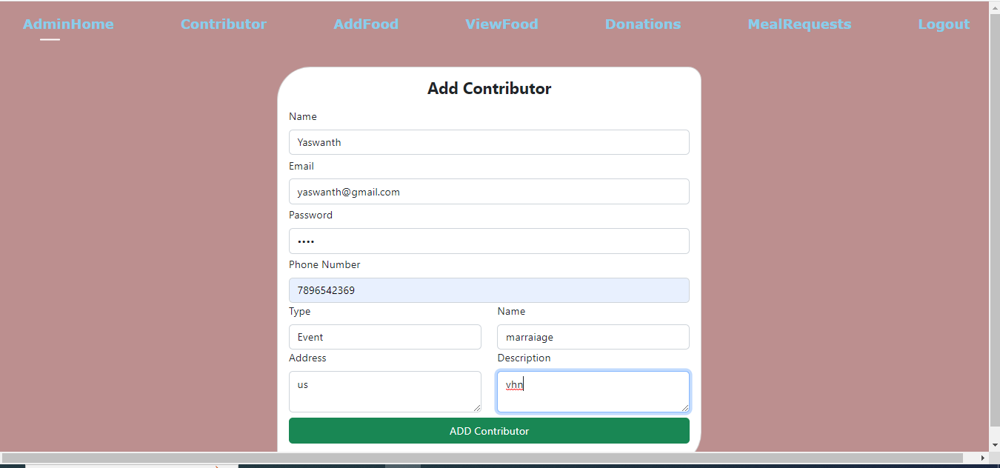 AdminHome Contributor AddFood ViewFood Donations MealRequests Logout
Add Contributor
Name
Yaswanth
Email
yaswanth@gmail.com
Password
••••
Phone Number
7896542369
Type Name
Event marraiage
Address Description
us vhn
ADD Contributor